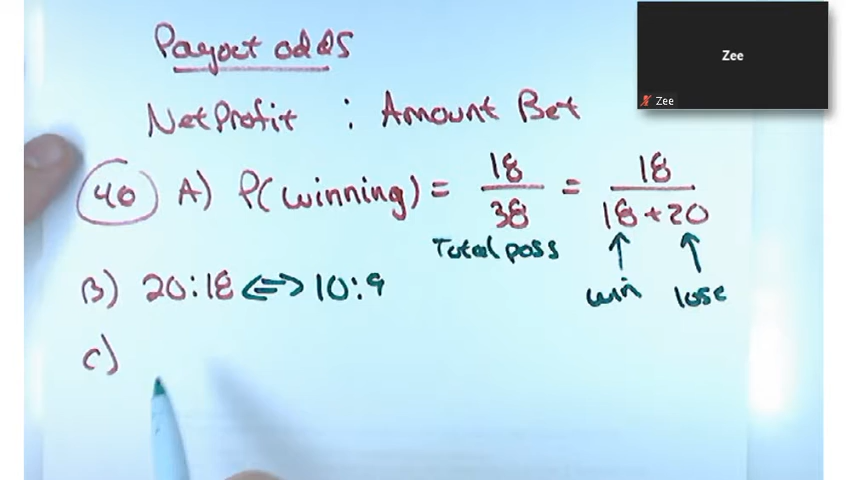 Payout odds
Net Profit : Amount Bet
40 A) P(winning) = 18/38 = 18/18+20
Total poss
win
lose
B) 20:18 <=> 10:9
C)
Zee
Zee